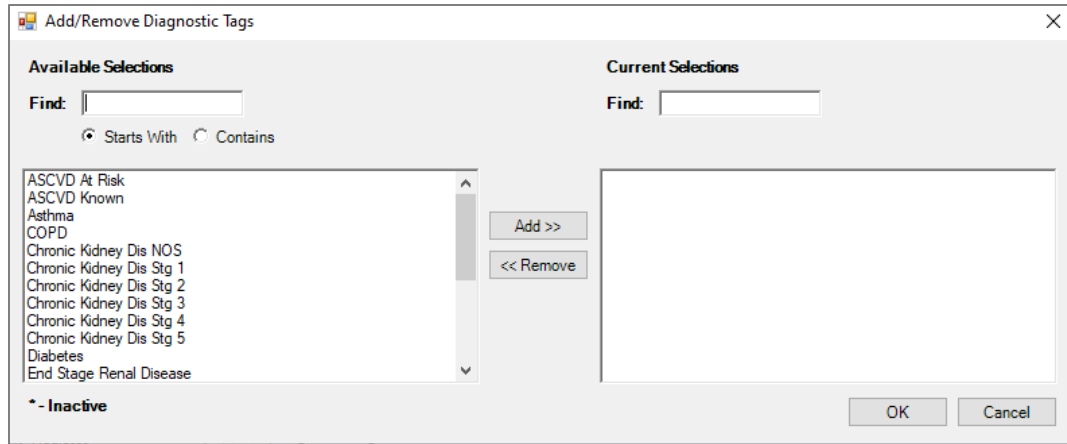 Add/Remove Diagnostic Tags
Available Selections
Current Selections
Find:
Find:
Starts With
Contains
ASCVD At Risk
ASCVD Known
Asthma
COPD
Chronic Kidney Dis NOS
Chronic Kidney Dis Stg 1
Chronic Kidney Dis Stg 2
Chronic Kidney Dis Stg 3
Chronic Kidney Dis Stg 4
Chronic Kidney Dis Stg 5
Diabetes
End Stage Renal Disease
Add >>
<< Remove
* - Inactive
OK
Cancel